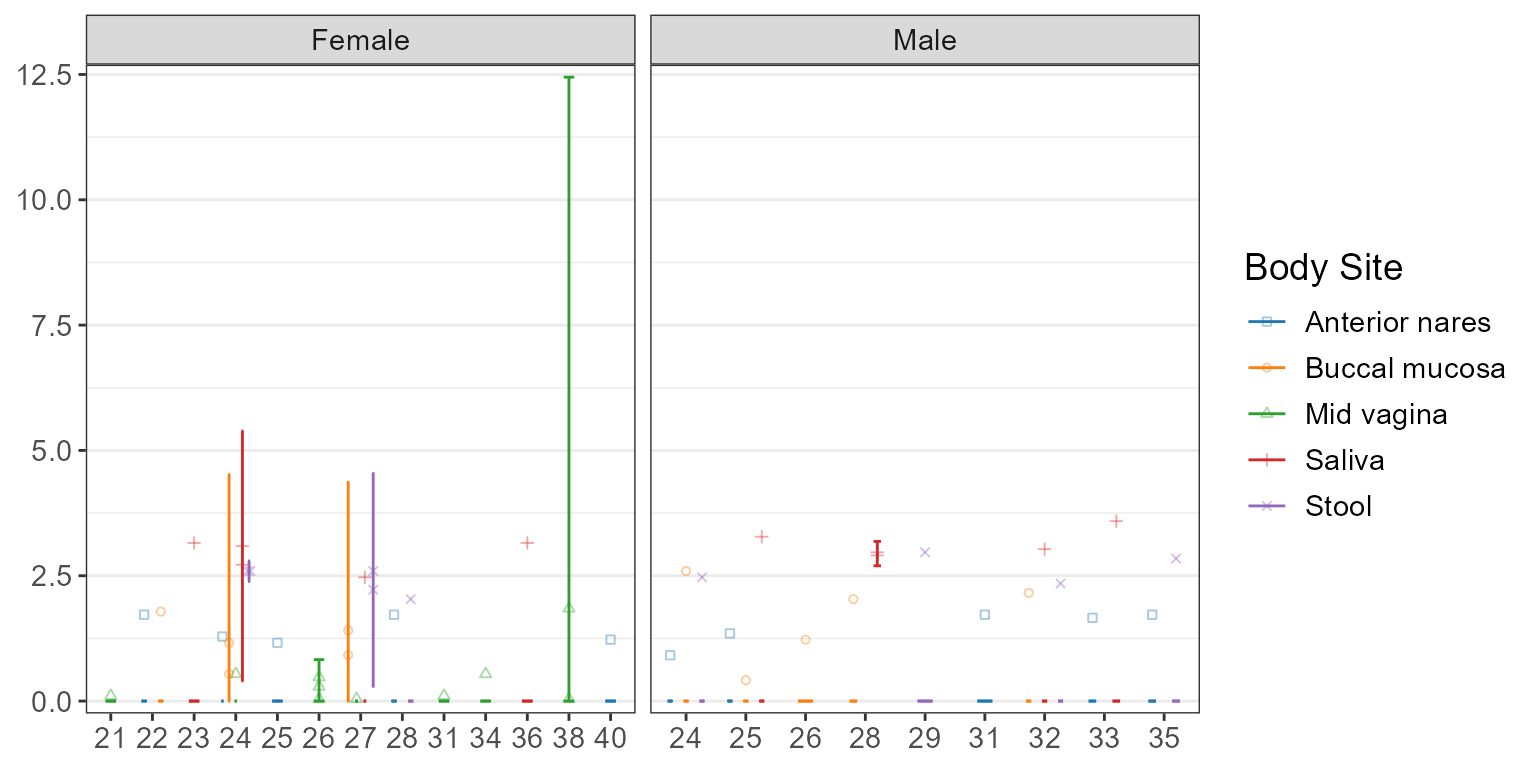 Female Male
12.5
10.0
7.5
5.0
2.5
0.0
21 22 23 24 25 26 27 28 31 34 36 38 40 24 25 26 28 29 31 32 33 35
Body Site
Anterior nares
Buccal mucosa
Mid vagina
Saliva
Stool